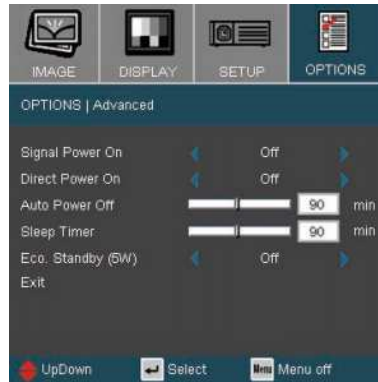 IMAGE DISPLAY SETUP OPTIONS
OPTIONS | Advanced
Signal Power On Off
Direct Power On Off
Auto Power Off 90 min
Sleep Timer 90 min
Eco. Standby (5W) Off
Exit
UpDown Select Menu Menu off